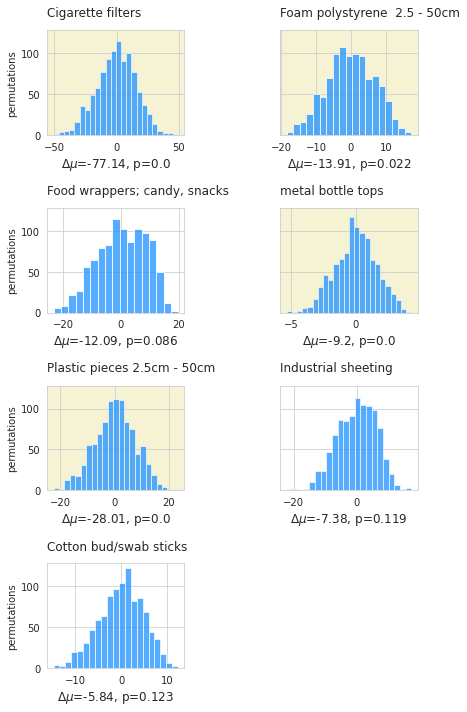 Cigarette filters
Foam polystyrene 2.5 - 50cm
permutations
100
50
0
−50 0 50
−20 −10 0 10
Δμ=-77.14, p=0.0
Δμ=-13.91, p=0.022
Food wrappers; candy, snacks
metal bottle tops
permutations
100
50
0
−20 0 20
−5 0
Δμ=-12.09, p=0.086
Δμ=-9.2, p=0.0
Plastic pieces 2.5cm - 50cm
Industrial sheeting
permutations
100
50
0
−20 0 20
−20 0
Δμ=-28.01, p=0.0
Δμ=-7.38, p=0.119
Cotton bud/swab sticks
permutations
100
50
0
−10 0 10
Δμ=-5.84, p=0.123